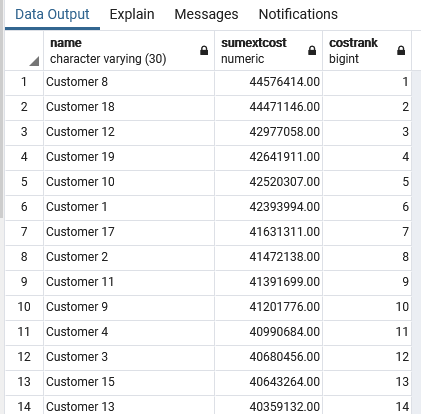 Data Output Explain Messages Notifications
name sumextcost costrank
character varying (30) numeric bigint
1 Customer 8 44576414.00 1
2 Customer 18 44471146.00 2
3 Customer 12 42977058.00 3
4 Customer 19 42641911.00 4
5 Customer 10 42520307.00 5
6 Customer 1 42393994.00 6
7 Customer 17 41631311.00 7
8 Customer 2 41472138.00 8
9 Customer 11 41391699.00 9
10 Customer 9 41201776.00 10
11 Customer 4 40990684.00 11
12 Customer 3 40680456.00 12
13 Customer 15 40643264.00 13
14 Customer 13 40359132.00 14